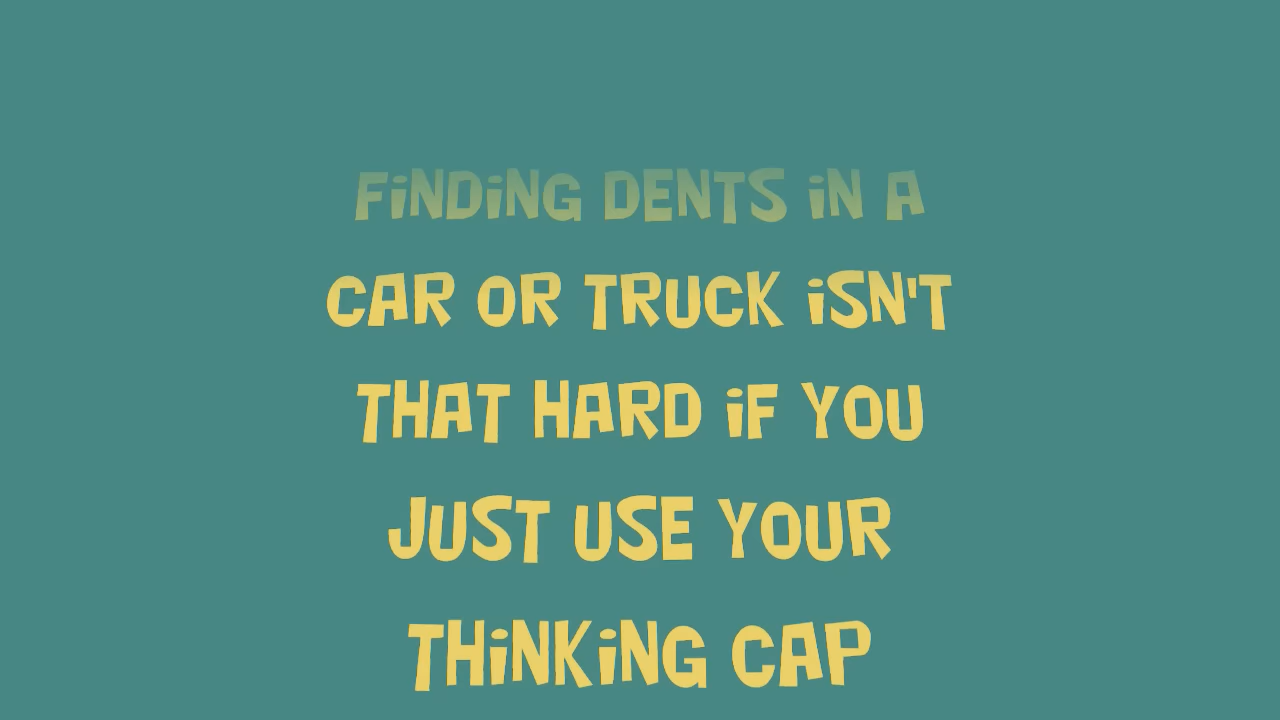 FINDING DENTS IN A
CAR OR TRUCK ISN'T
THAT HARD IF YOU
JUST USE YOUR
THINKING CAP